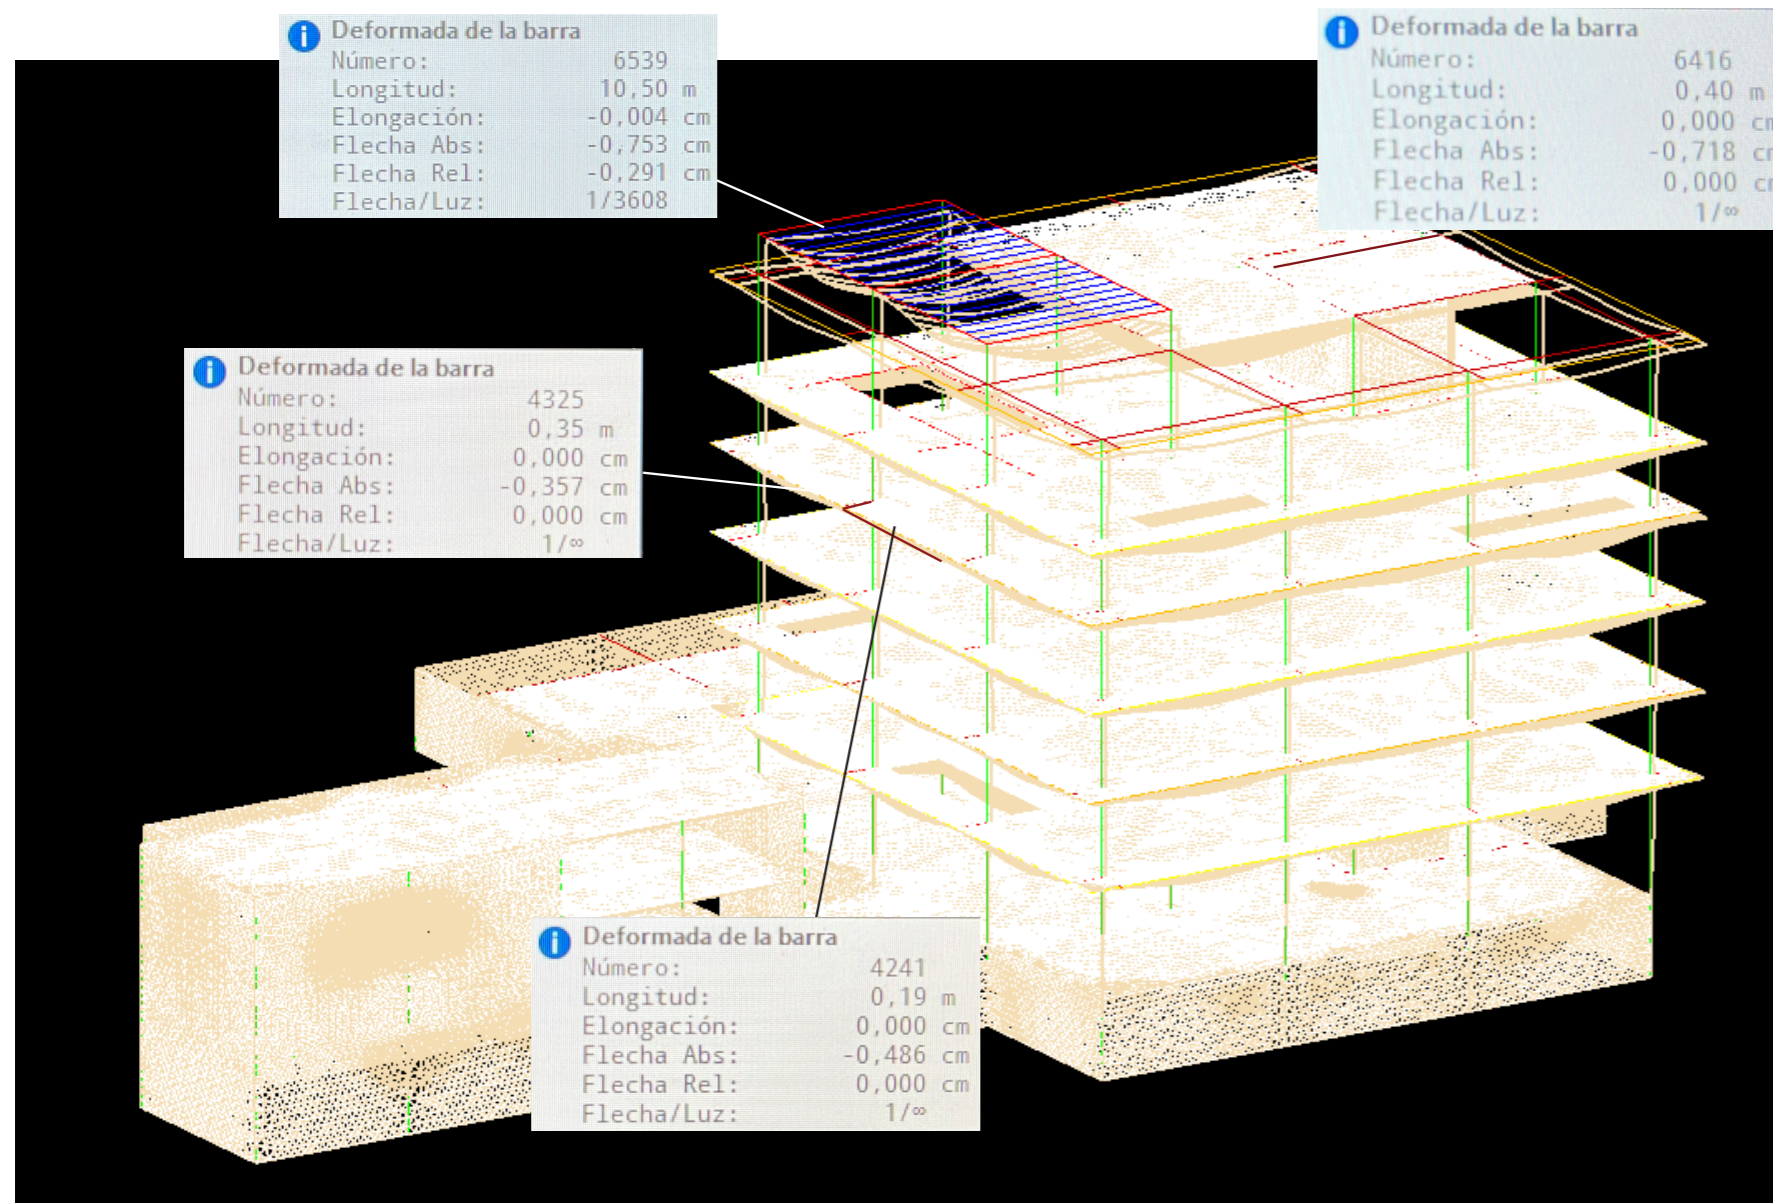 Deformada de la barra
Número: 6539
Longitud: 10,50 m
Elongación: -0,004 cm
Flecha Abs: -0,753 cm
Flecha Rel: -0,291 cm
Flecha/Luz: 1/3608
Deformada de la barra
Número: 6416
Longitud: 0,40 m
Elongación: 0,000 cm
Flecha Abs: -0,718 cm
Flecha Rel: 0,000 cm
Flecha/Luz: 1/∞
Deformada de la barra
Número: 4325
Longitud: 0,35 m
Elongación: 0,000 cm
Flecha Abs: -0,357 cm
Flecha Rel: 0,000 cm
Flecha/Luz: 1/∞
Deformada de la barra
Número: 4241
Longitud: 0,19 m
Elongación: 0,000 cm
Flecha Abs: -0,486 cm
Flecha Rel: 0,000 cm
Flecha/Luz: 1/∞